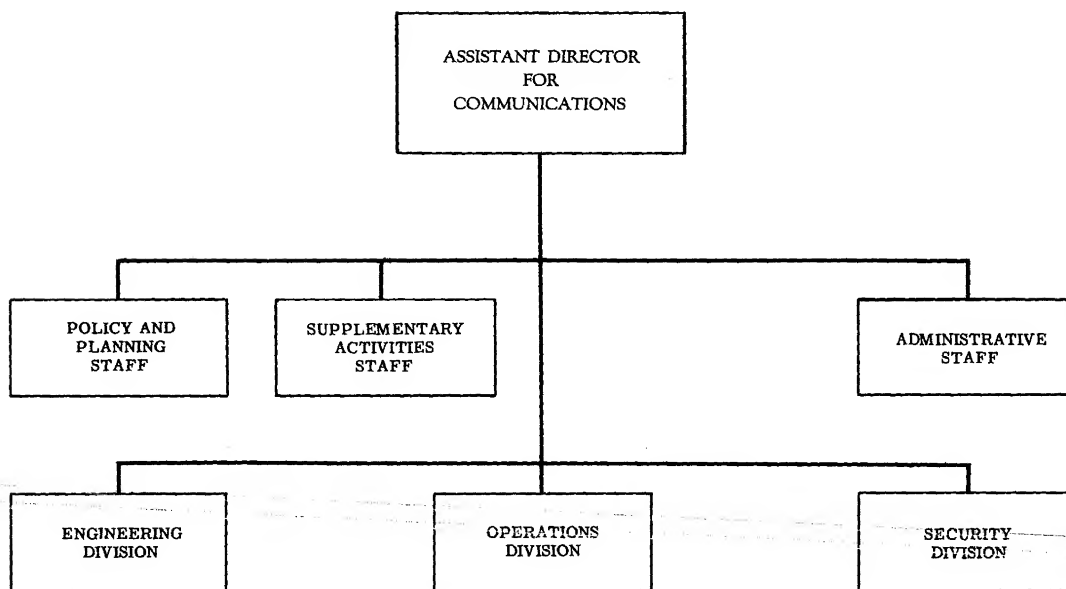 ASSISTANT DIRECTOR
FOR
COMMUNICATIONS
POLICY AND
PLANNING
STAFF
SUPPLEMENTARY
ACTIVITIES
STAFF
ADMINISTRATIVE
STAFF
ENGINEERING
DIVISION
OPERATIONS
DIVISION
SECURITY
DIVISION